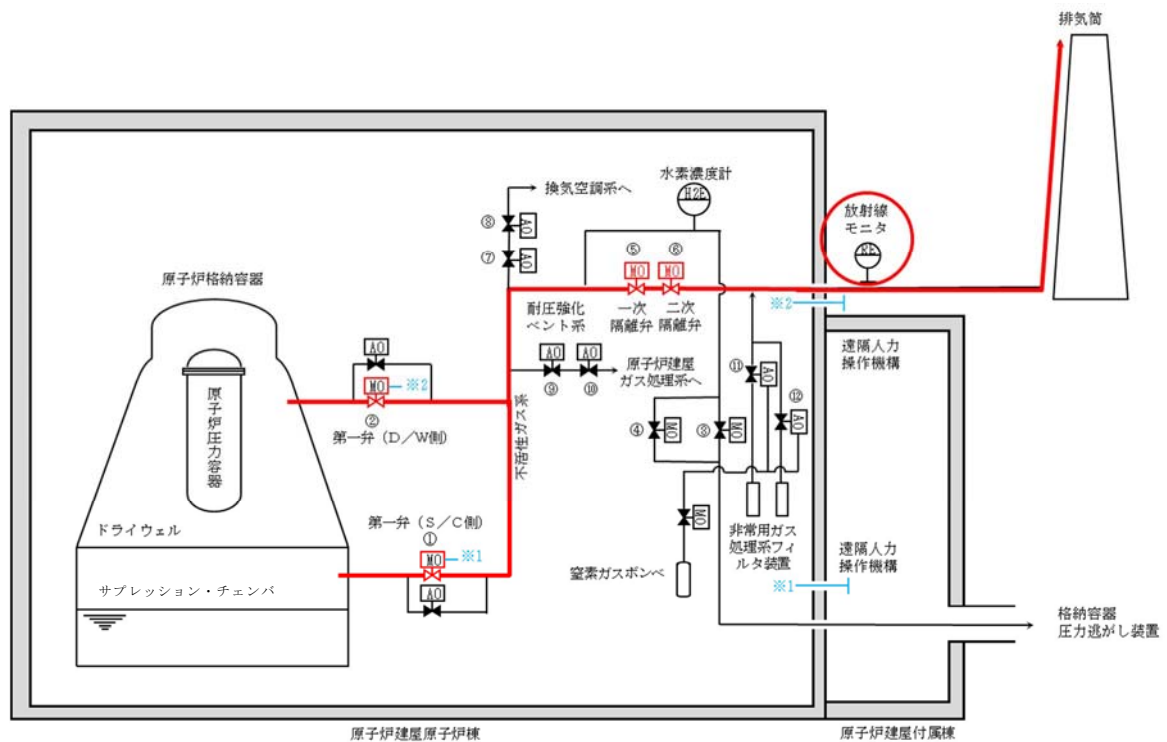 排気筒
水素濃度計
H2E
換気空調系へ
⑧
AO
⑦
AO
放射線
モニタ
RE
⑤
⑥
MO
MO
原子炉格納容器
耐圧強化
ベント系
一次
隔離弁
二次
隔離弁
※2
遠隔人力
操作機構
AO
AO
AO
原子炉建屋
ガス処理系へ
⑨
⑩
⑪
AO
⑫
AO
MO
※2
②
第一弁（D／W側）
原子炉圧力容器
不活性ガス系
④
MO
③
MO
ドライウェル
第一弁（S／C側）
①
MO
※1
AO
MO
非常用ガス
処理系フィ
ルタ装置
窒素ガスボンベ
遠隔人力
操作機構
※1
サプレッション・チェンバ
格納容器
圧力逃がし装置
原子炉建屋原子炉棟
原子炉建屋付属棟